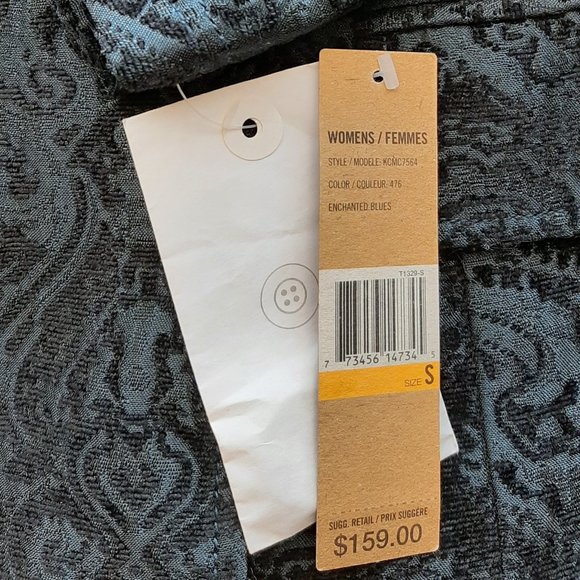 WOMENS / FEMMES
STYLE / MODELE: KCMC7564
COLOR / COULEUR: 476
ENCHANTED BLUES
T1329-S
7 73456 14734 5
SIZE S
SUGG. RETAIL / PRIX SUGGERE
$159.00